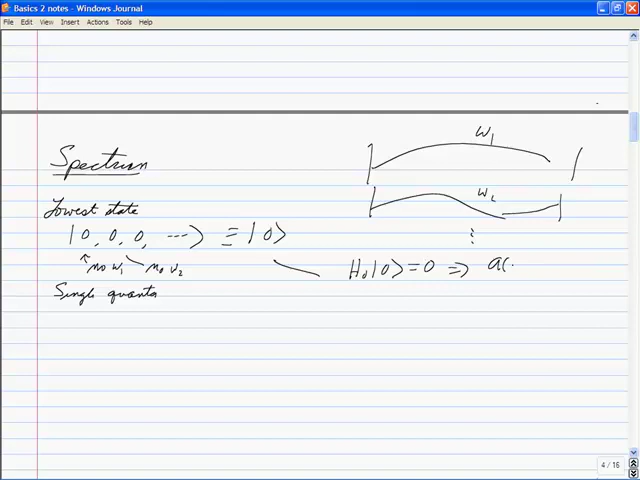 Basics 2 notes - Windows Journal
File Edit View Insert Actions Tools Help
Spectrum
ω₁
ω₂
Lowest state
|0, 0, 0, ---⟩ ≡ |0⟩
no ω₁ no ω₂
H₀|0⟩=0 => a(
Single quanta
4 / 16